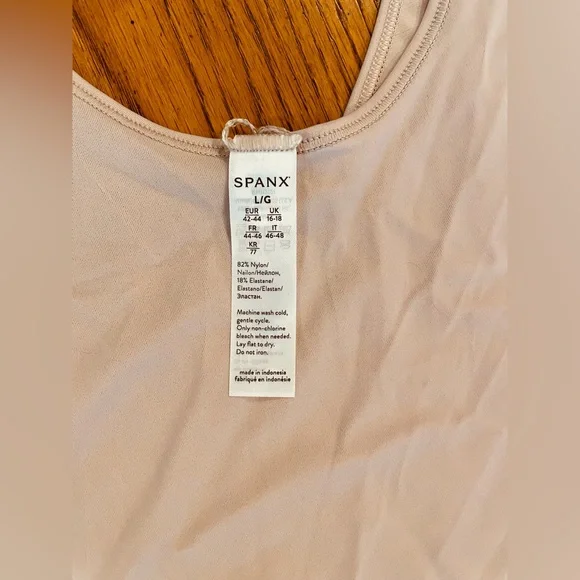 SPANX®
L/G
EUR UK
42-44 16-18
FR IT
44-46 46-48
KR
77
82% Nylon/
Nailon/Нейлон,
18% Elastane/
Elastano/Elastan/
Эластан.
Machine wash cold,
gentle cycle.
Only non-chlorine
bleach when needed.
Lay flat to dry.
Do not iron.
made in indonesia
fabriqué en indonésie